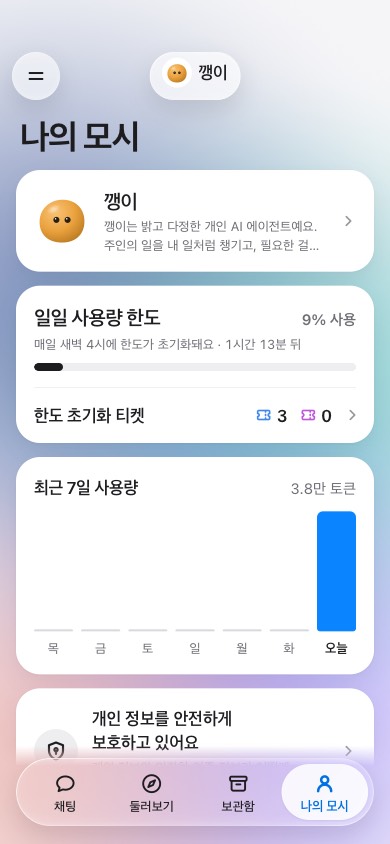 깽이
나의 모시
깽이
깽이는 밝고 다정한 개인 AI 에이전트예요.
주인의 일을 내 일처럼 챙기고, 필요한 걸...
일일 사용량 한도
9% 사용
매일 새벽 4시에 한도가 초기화돼요 · 1시간 13분 뒤
한도 초기화 티켓
3
0
최근 7일 사용량
3.8만 토큰
목 금 토 일 월 화 오늘
개인 정보를 안전하게
보호하고 있어요
채팅 둘러보기 보관함 나의 모시